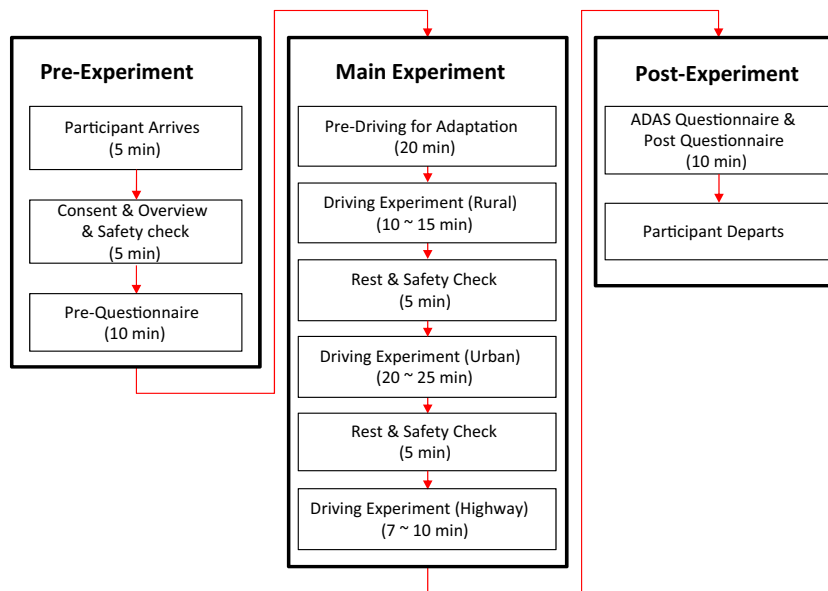 Pre-Experiment
Participant Arrives
(5 min)
Consent & Overview
& Safety check
(5 min)
Pre-Questionnaire
(10 min)
Main Experiment
Pre-Driving for Adaptation
(20 min)
Driving Experiment (Rural)
(10 ~ 15 min)
Rest & Safety Check
(5 min)
Driving Experiment (Urban)
(20 ~ 25 min)
Rest & Safety Check
(5 min)
Driving Experiment (Highway)
(7 ~ 10 min)
Post-Experiment
ADAS Questionnaire &
Post Questionnaire
(10 min)
Participant Departs